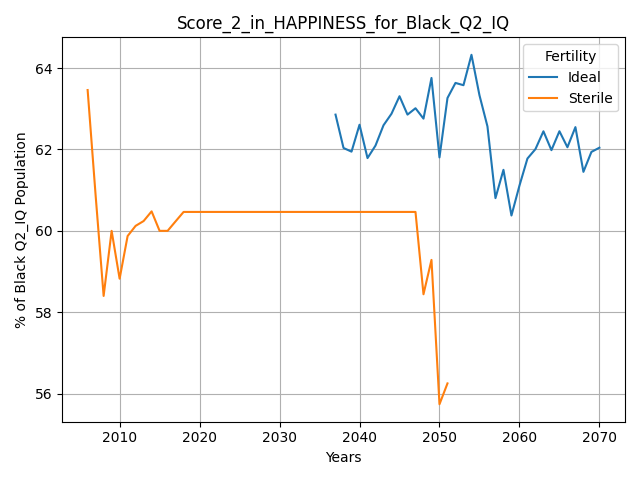 Score_2_in_HAPPINESS_for_Black_Q2_IQ
Fertility
Ideal
Sterile
% of Black Q2_IQ Population
64
62
60
58
56
2010 2020 2030 2040 2050 2060 2070
Years